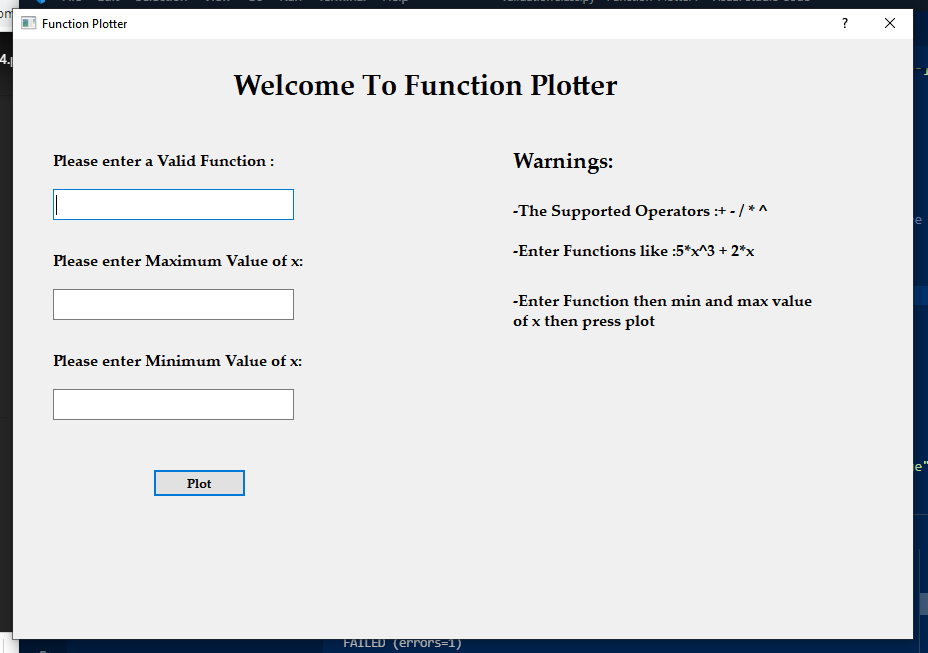 Function Plotter
?
Welcome To Function Plotter
Please enter a Valid Function :
Please enter Maximum Value of x:
Please enter Minimum Value of x:
Plot
Warnings:
-The Supported Operators :+ - / * ^
-Enter Functions like :5*x^3 + 2*x
-Enter Function then min and max value
of x then press plot
FAILED (errors=1)